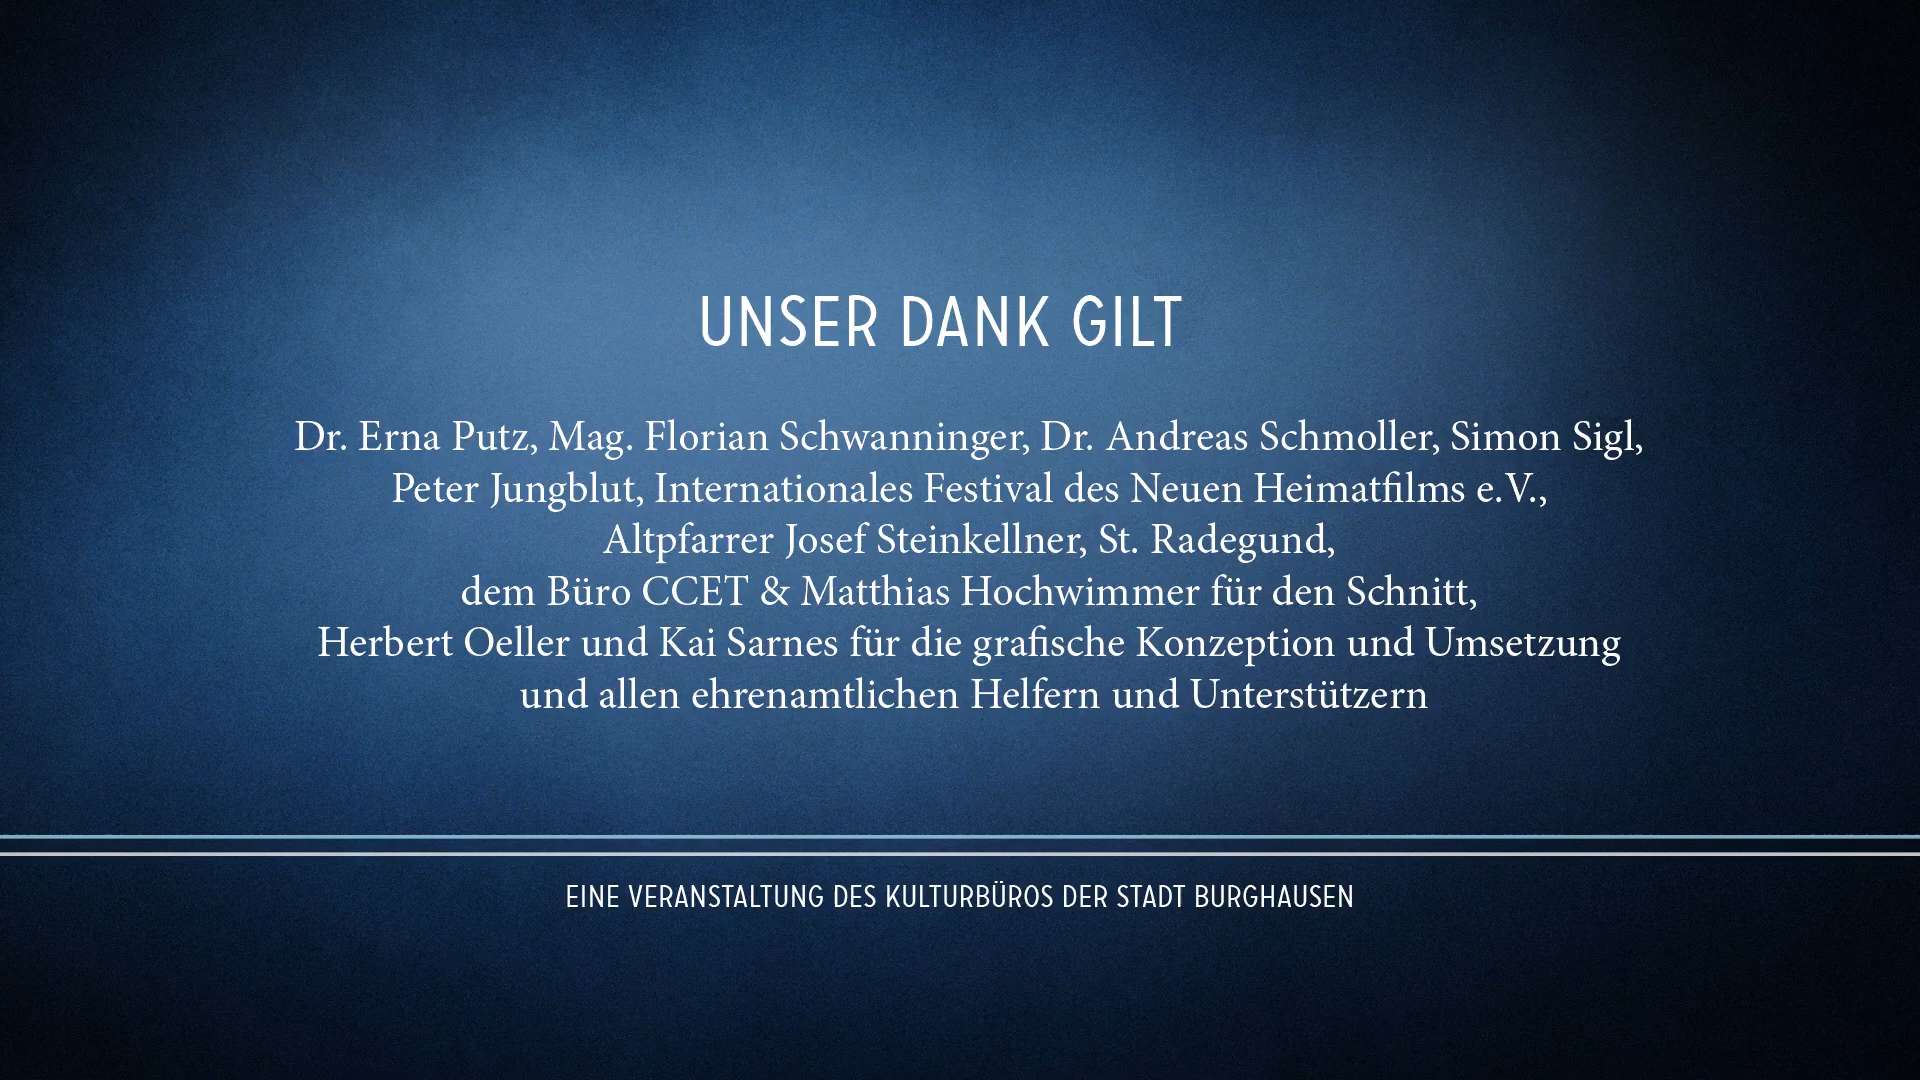 UNSER DANK GILT
Dr. Erna Putz, Mag. Florian Schwanninger, Dr. Andreas Schmoller, Simon Sigl,
Peter Jungblut, Internationales Festival des Neuen Heimatfilms e.V.,
Altpfarrer Josef Steinkellner, St. Radegund,
dem Büro CCET & Matthias Hochwimmer für den Schnitt,
Herbert Oeller und Kai Sarnes für die grafische Konzeption und Umsetzung
und allen ehrenamtlichen Helfern und Unterstützern
EINE VERANSTALTUNG DES KULTURBÜROS DER STADT BURGHAUSEN